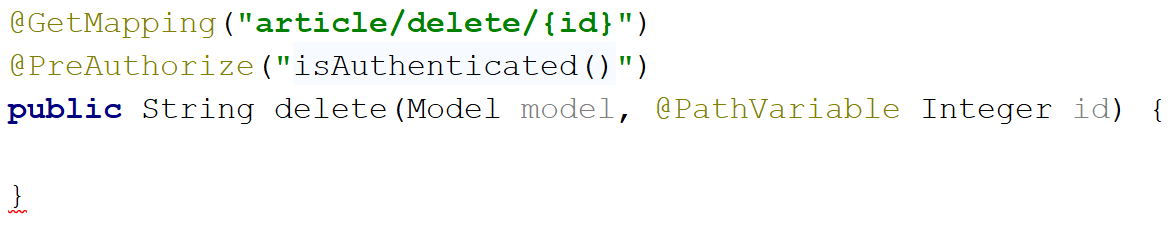 @GetMapping("article/delete/{id}")
@PreAuthorize("isAuthenticated()")
public String delete(Model model, @PathVariable Integer id) {
}